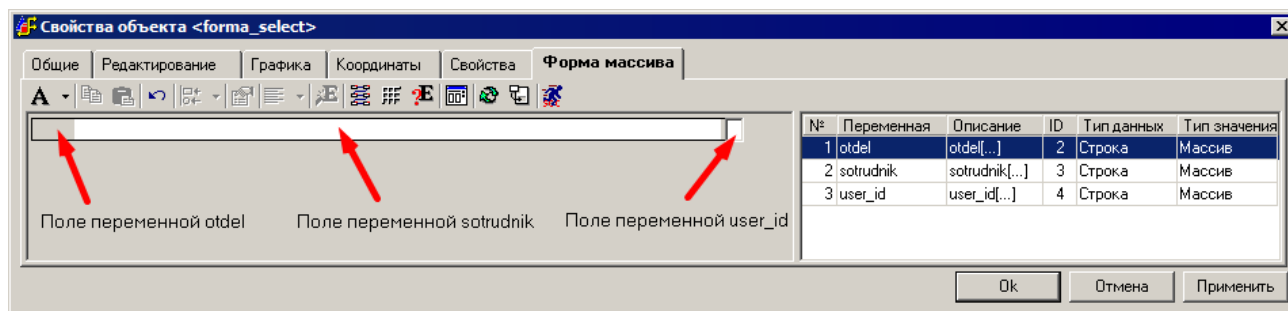 Свойства объекта <forma_select>
Общие Редактирование Графика Координаты Свойства Форма массива
№ Переменная Описание ID Тип данных Тип значения
1 otdel otdel[...] 2 Строка Массив
2 sotrudnik sotrudnik[...] 3 Строка Массив
3 user_id user_id[...] 4 Строка Массив
Поле переменной otdel Поле переменной sotrudnik Поле переменной user_id
Ok Отмена Применить